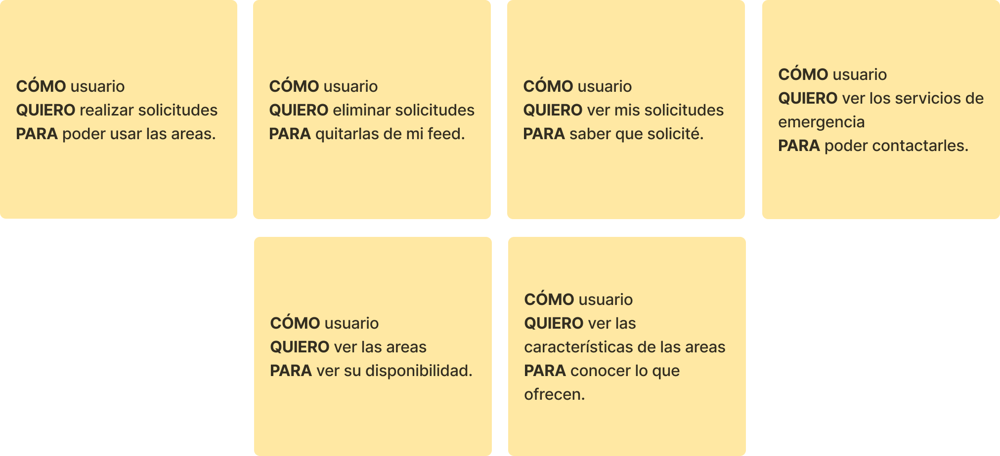 CÓMO usuario
QUIERO realizar solicitudes
PARA poder usar las areas.
CÓMO usuario
QUIERO eliminar solicitudes
PARA quitarlas de mi feed.
CÓMO usuario
QUIERO ver mis solicitudes
PARA saber que solicité.
CÓMO usuario
QUIERO ver los servicios de
emergencia
PARA poder contactarles.
CÓMO usuario
QUIERO ver las areas
PARA ver su disponibilidad.
CÓMO usuario
QUIERO ver las
características de las areas
PARA conocer lo que
ofrecen.